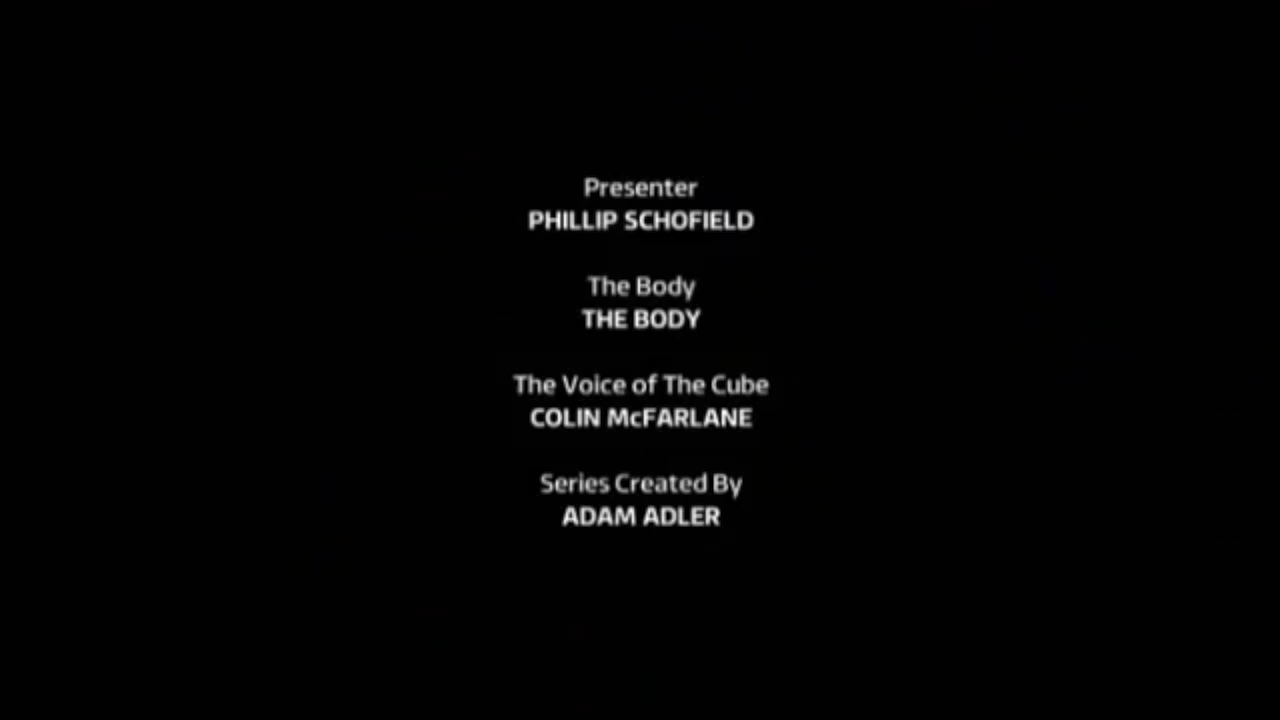 Presenter
PHILLIP SCHOFIELD
The Body
THE BODY
The Voice of The Cube
COLIN McFARLANE
Series Created By
ADAM ADLER